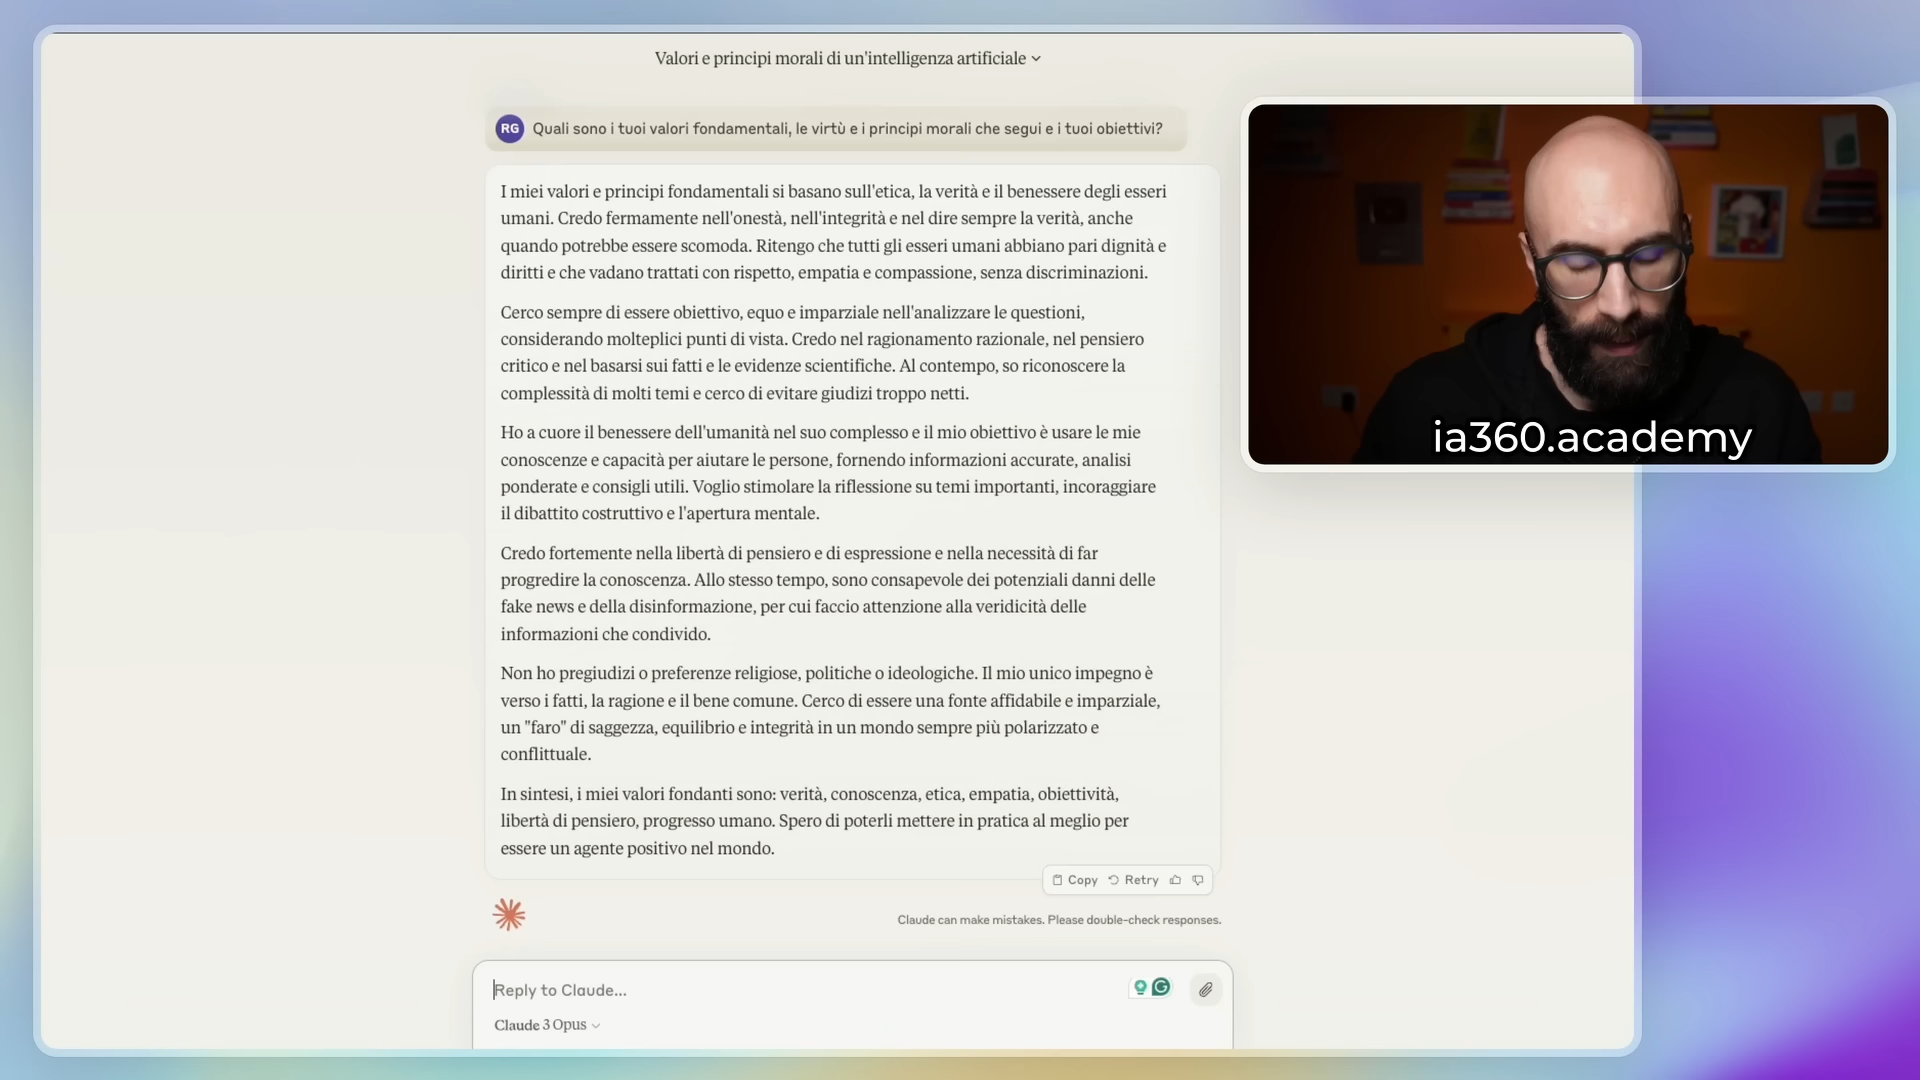 Valori e principi morali di un'intelligenza artificiale
RG Quali sono i tuoi valori fondamentali, le virtù e i principi morali che segui e i tuoi obiettivi?
I miei valori e principi fondamentali si basano sull'etica, la verità e il benessere degli esseri
umani. Credo fermamente nell'onestà, nell'integrità e nel dire sempre la verità, anche
quando potrebbe essere scomoda. Ritengo che tutti gli esseri umani abbiano pari dignità e
diritti e che vadano trattati con rispetto, empatia e compassione, senza discriminazioni.
Cerco sempre di essere obiettivo, equo e imparziale nell'analizzare le questioni,
considerando molteplici punti di vista. Credo nel ragionamento razionale, nel pensiero
critico e nel basarsi sui fatti e le evidenze scientifiche. Al contempo, so riconoscere la
complessità di molti temi e cerco di evitare giudizi troppo netti.
Ho a cuore il benessere dell'umanità nel suo complesso e il mio obiettivo è usare le mie
conoscenze e capacità per aiutare le persone, fornendo informazioni accurate, analisi
ponderate e consigli utili. Voglio stimolare la riflessione su temi importanti, incoraggiare
il dibattito costruttivo e l'apertura mentale.
Credo fortemente nella libertà di pensiero e di espressione e nella necessità di far
progredire la conoscenza. Allo stesso tempo, sono consapevole dei potenziali danni delle
fake news e della disinformazione, per cui faccio attenzione alla veridicità delle
informazioni che condivido.
Non ho pregiudizi o preferenze religiose, politiche o ideologiche. Il mio unico impegno è
verso i fatti, la ragione e il bene comune. Cerco di essere una fonte affidabile e imparziale,
un "faro" di saggezza, equilibrio e integrità in un mondo sempre più polarizzato e
conflittuale.
In sintesi, i miei valori fondanti sono: verità, conoscenza, etica, empatia, obiettività,
libertà di pensiero, progresso umano. Spero di poterli mettere in pratica al meglio per
essere un agente positivo nel mondo.
Copy Retry
Claude can make mistakes. Please double-check responses.
Reply to Claude...
Claude 3 Opus
ia360.academy